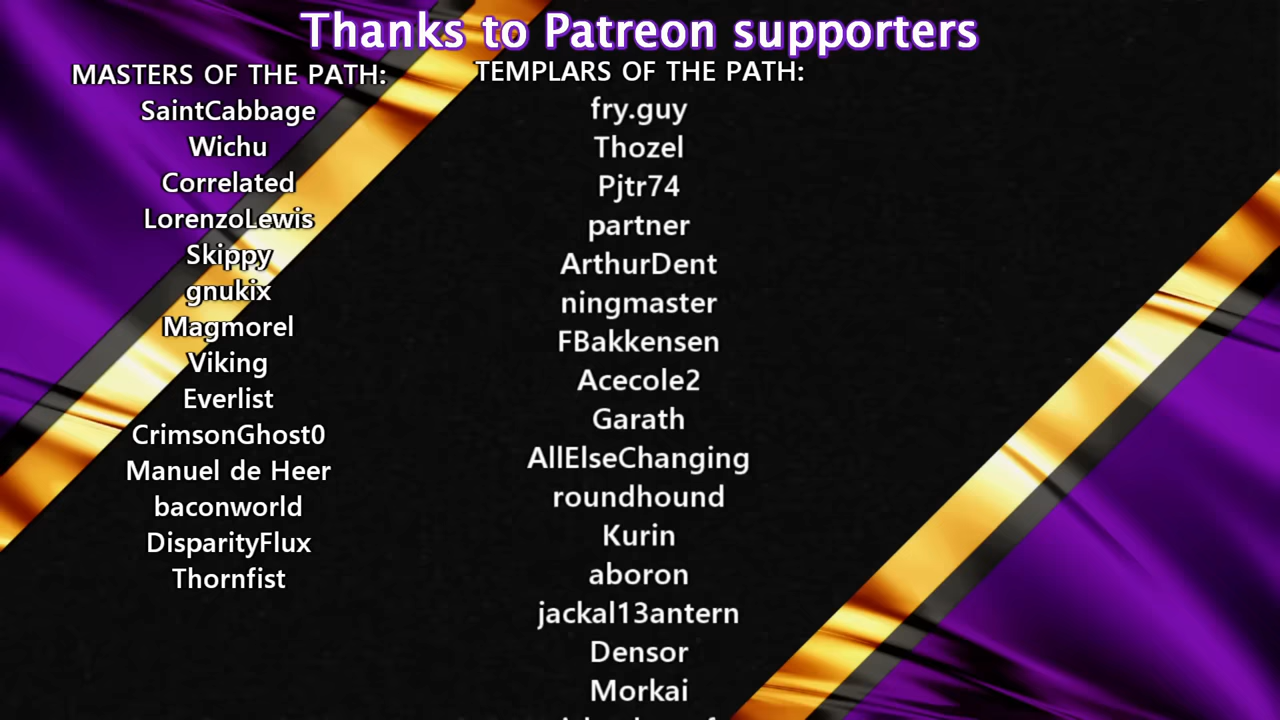 Thanks to Patreon supporters
MASTERS OF THE PATH:
SaintCabbage
Wichu
Correlated
LorenzoLewis
Skippy
gnukix
Magmorel
Viking
Everlist
CrimsonGhost0
Manuel de Heer
baconworld
DisparityFlux
Thornfist
TEMPLARS OF THE PATH:
fry.guy
Thozel
Pjtr74
partner
ArthurDent
ningmaster
FBakkensen
Acecole2
Garath
AllElseChanging
roundhound
Kurin
aboron
jackal13antern
Densor
Morkai